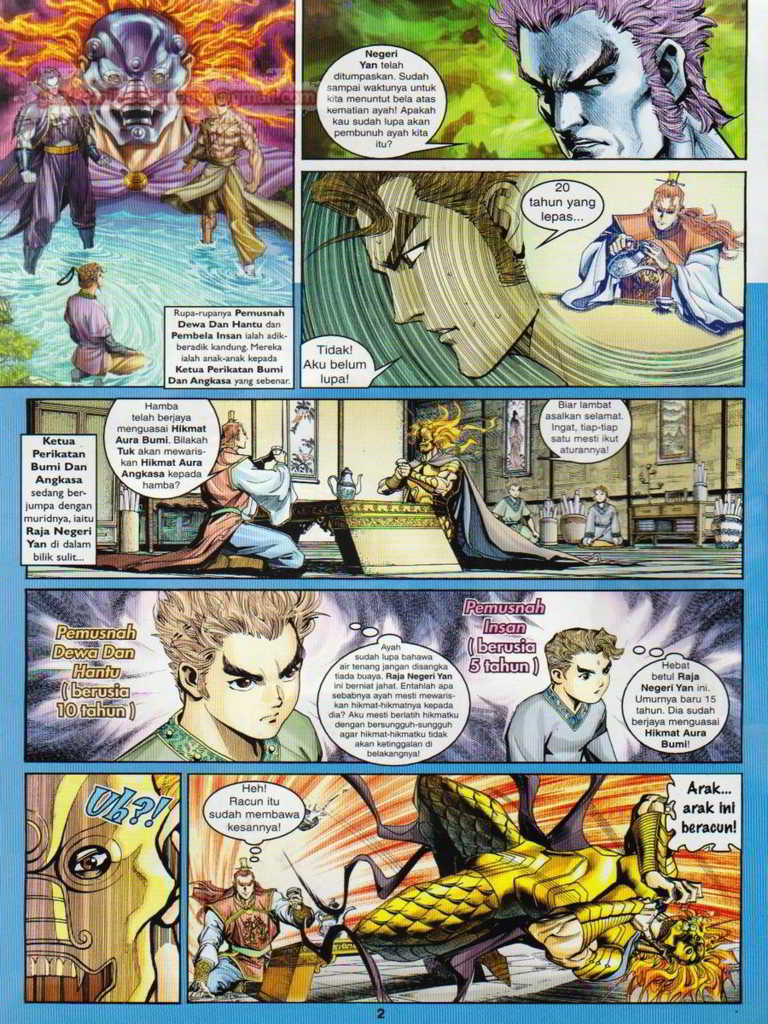 Rupa-rupanya Pemusnah
Dewa Dan Hantu dan
Pembela Insan ialah adik-
beradik kandung. Mereka
ialah anak-anak kepada
Ketua Perikatan Bumi
Dan Angkasa yang sebenar.
Negeri
Yan telah
ditumpaskan. Sudah
sampai waktunya untuk
kita menuntut bela atas
kematian ayah! Apakah
kau sudah lupa akan
pembunuh ayah kita
itu?
20
tahun yang
lepas...
Tidak!
Aku belum
lupa!
Ketua
Perikatan
Bumi Dan
Angkasa
sedang ber-
jumpa dengan
muridnya, iaitu
Raja Negeri
Yan di dalam
bilik sulit...
Hamba
telah berjaya
menguasai Hikmat
Aura Bumi. Bilakah
Tuk akan mewaris-
kan Hikmat Aura
Angkasa kepada
hamba?
Biar lambat
asalkan selamat.
Ingat, tiap-tiap
satu mesti ikut
aturannya!
Pemusnah
Dewa Dan
Hantu
(berusia
10 tahun)
Ayah
sudah lupa bahawa
air tenang jangan disangka
tiada buaya. Raja Negeri Yan
ini berniat jahat. Entahlah apa
sebabnya ayah mesti mewaris-
kan hikmat-hikmatnya kepada
dia? Aku mesti berlatih hikmatku
dengan bersungguh-sungguh
agar hikmat-hikmatku tidak
akan ketinggalan di
belakangnya!
Pemusnah
Insan
(berusia
5 tahun)
Hebat
betul Raja
Negeri Yan ini.
Umurnya baru 15
tahun. Dia sudah
berjaya menguasai
Hikmat Aura
Bumi!
Uh?!
Heh!
Racun itu
sudah membawa
kesannya!
Arak...
arak ini
beracun!
2